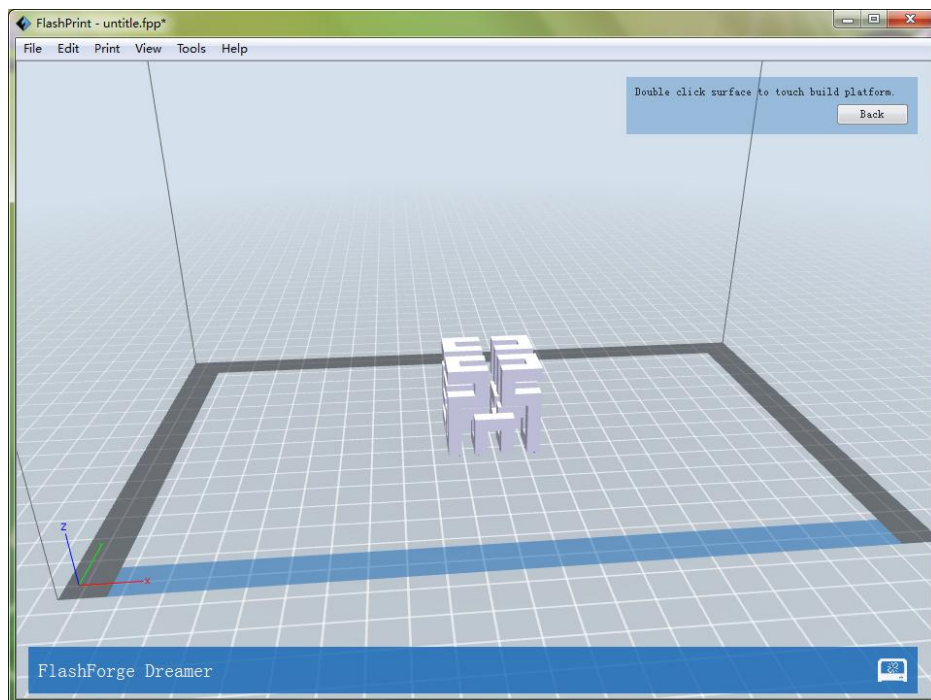 FlashPrint - untitle.fpp*
File Edit Print View Tools Help
Double click surface to touch build platform.
Back
z
x
FlashForge Dreamer